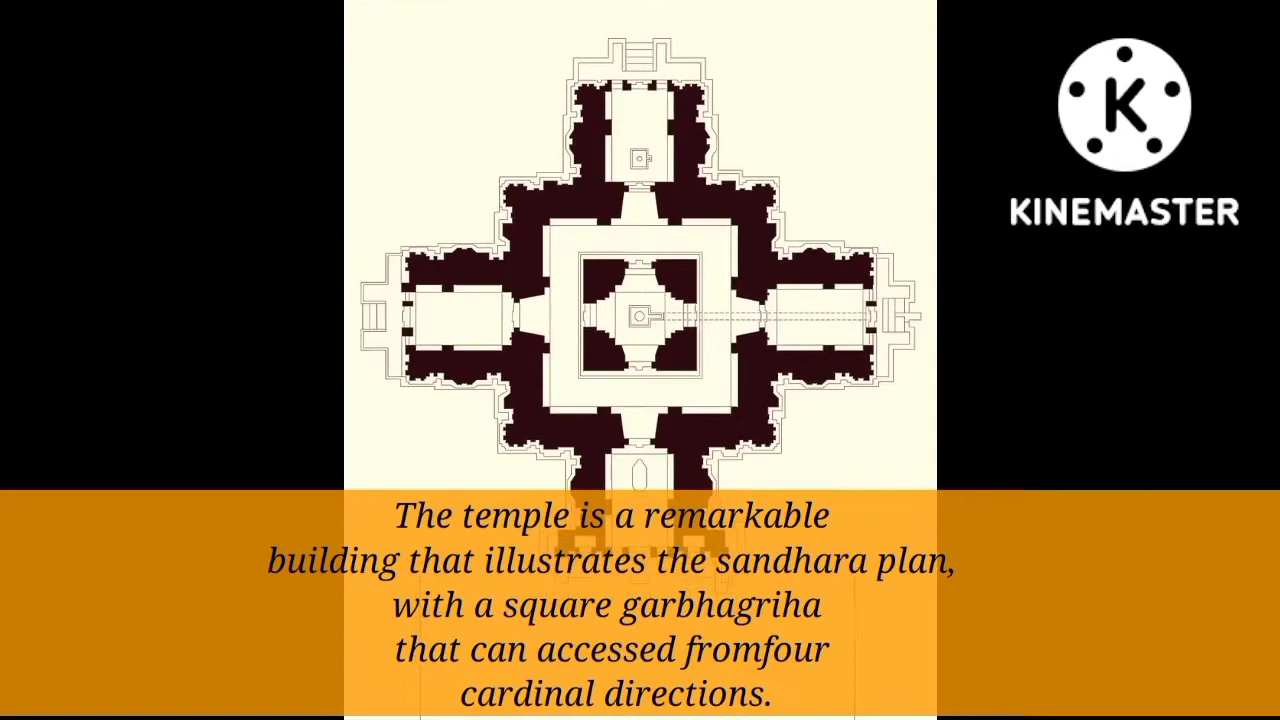 K
KINEMASTER
The temple is a remarkable
building that illustrates the sandhara plan,
with a square garbhagriha
that can accessed fromfour
cardinal directions.